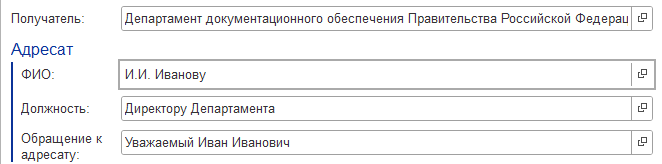 Получатель: Департамент документационного обеспечения Правительства Российской Федерац
Адресат
ФИО: И.И. Иванову
Должность: Директору Департамента
Обращение к адресату: Уважаемый Иван Иванович